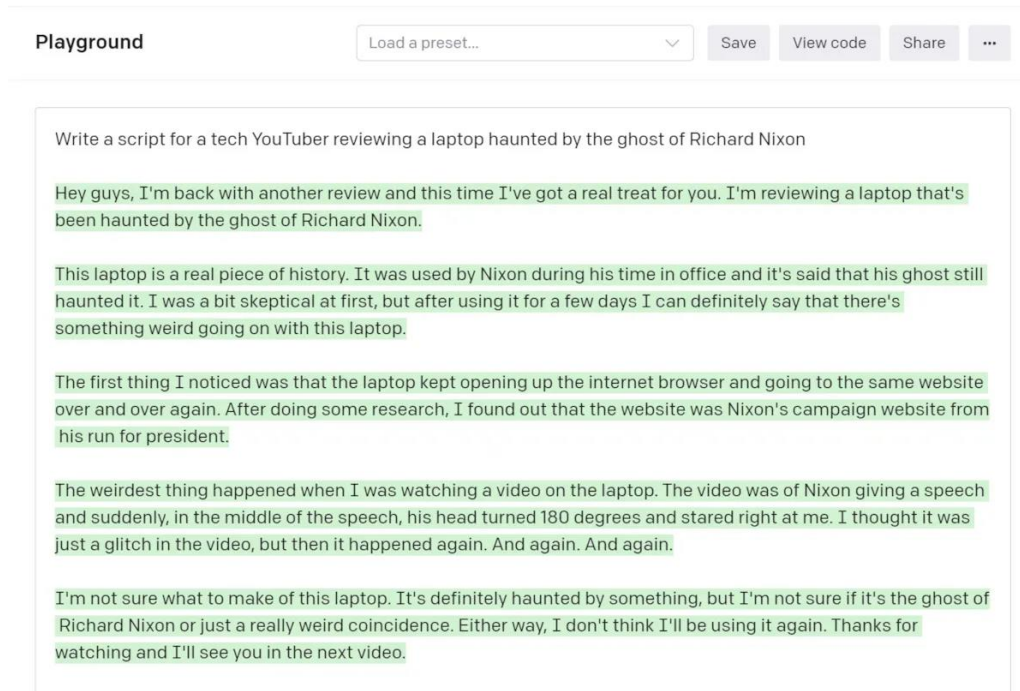 Playground
Load a preset...
Save
View code
Share
...
Write a script for a tech YouTuber reviewing a laptop haunted by the ghost of Richard Nixon
Hey guys, I'm back with another review and this time I've got a real treat for you. I'm reviewing a laptop that's
been haunted by the ghost of Richard Nixon.
This laptop is a real piece of history. It was used by Nixon during his time in office and it's said that his ghost still
haunted it. I was a bit skeptical at first, but after using it for a few days I can definitely say that there's
something weird going on with this laptop.
The first thing I noticed was that the laptop kept opening up the internet browser and going to the same website
over and over again. After doing some research, I found out that the website was Nixon's campaign website from
his run for president.
The weirdest thing happened when I was watching a video on the laptop. The video was of Nixon giving a speech
and suddenly, in the middle of the speech, his head turned 180 degrees and stared right at me. I thought it was
just a glitch in the video, but then it happened again. And again. And again.
I'm not sure what to make of this laptop. It's definitely haunted by something, but I'm not sure if it's the ghost of
Richard Nixon or just a really weird coincidence. Either way, I don't think I'll be using it again. Thanks for
watching and I'll see you in the next video.